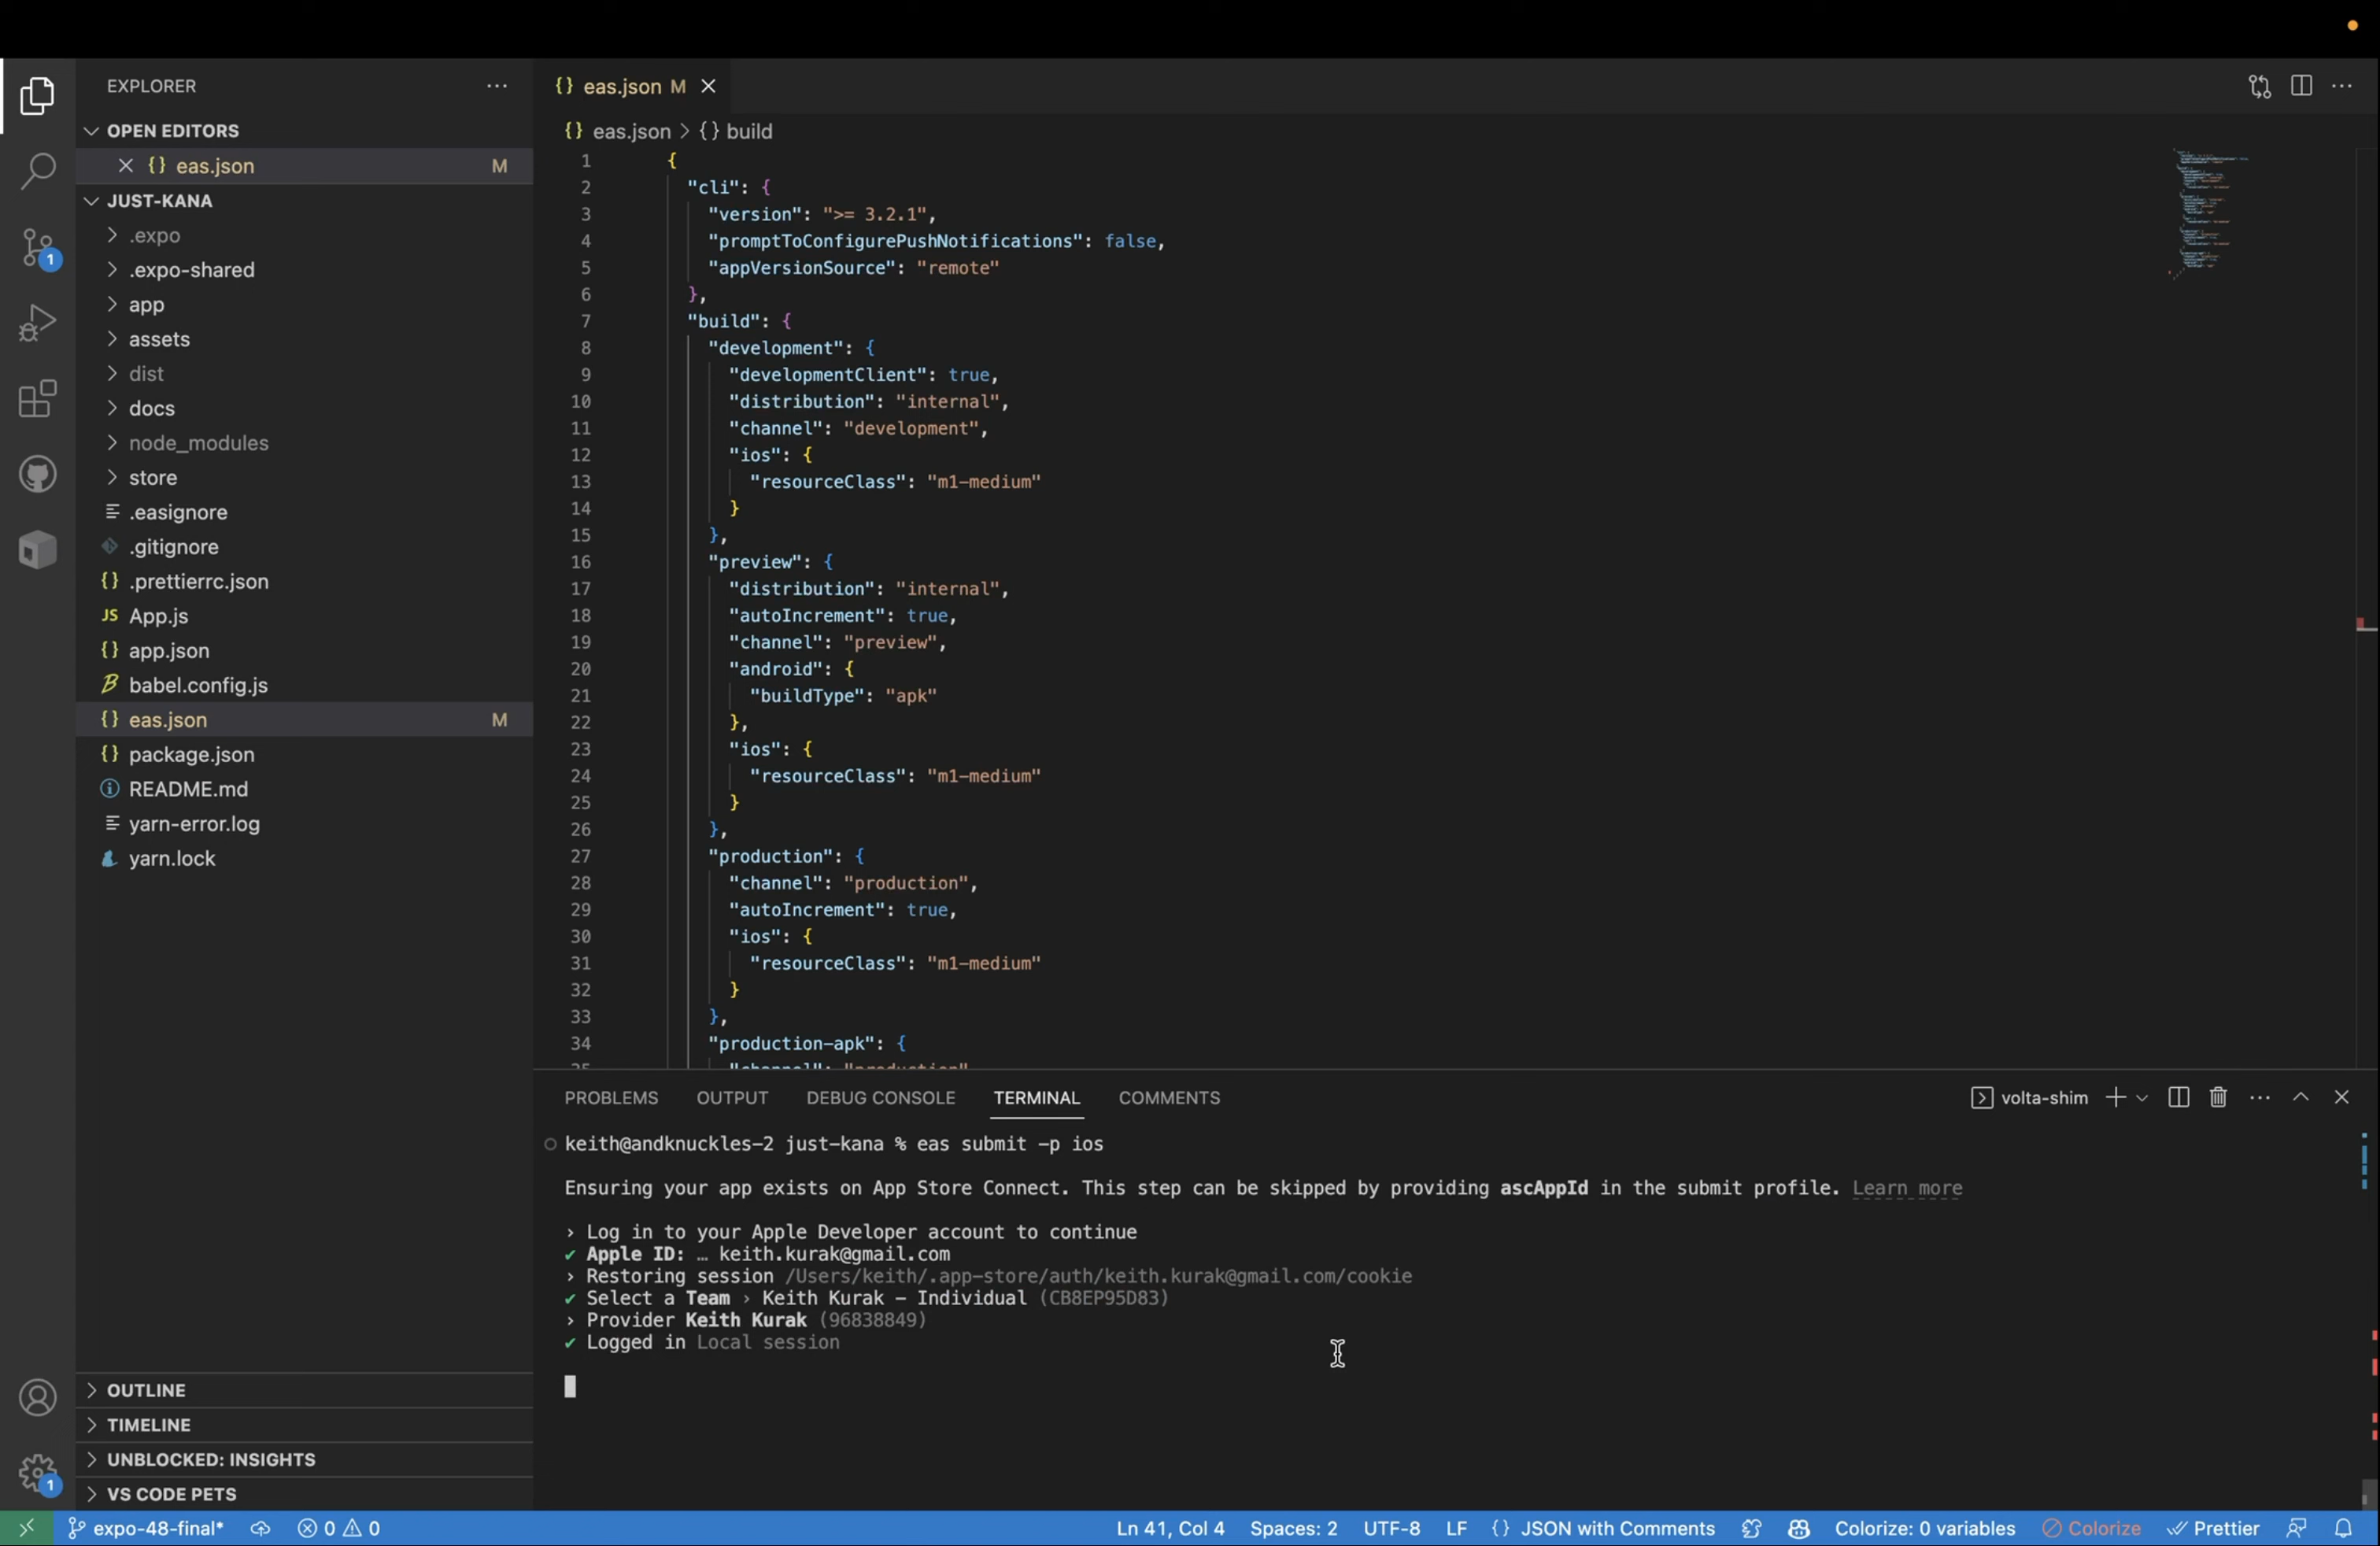 EXPLORER
OPEN EDITORS
{} eas.json M
JUST-KANA
.expo
.expo-shared
app
assets
dist
docs
node_modules
store
.easignore
.gitignore
{} .prettierrc.json
JS App.js
{} app.json
babel.config.js
{} eas.json M
{} package.json
README.md
yarn-error.log
yarn.lock
OUTLINE
TIMELINE
UNBLOCKED: INSIGHTS
VS CODE PETS
1
1
{} eas.json M
{} eas.json > {} build
1 {
2 "cli": {
3 "version": ">= 3.2.1",
4 "promptToConfigurePushNotifications": false,
5 "appVersionSource": "remote"
6 },
7 "build": {
8 "development": {
9 "developmentClient": true,
10 "distribution": "internal",
11 "channel": "development",
12 "ios": {
13 "resourceClass": "m1-medium"
14 }
15 },
16 "preview": {
17 "distribution": "internal",
18 "autoIncrement": true,
19 "channel": "preview",
20 "android": {
21 "buildType": "apk"
22 },
23 "ios": {
24 "resourceClass": "m1-medium"
25 }
26 },
27 "production": {
28 "channel": "production",
29 "autoIncrement": true,
30 "ios": {
31 "resourceClass": "m1-medium"
32 }
33 },
34 "production-apk": {
35 "channel": "production"
PROBLEMS OUTPUT DEBUG CONSOLE TERMINAL COMMENTS volta-shim
keith@andknuckles-2 just-kana % eas submit -p ios
Ensuring your app exists on App Store Connect. This step can be skipped by providing ascAppId in the submit profile. Learn more
› Log in to your Apple Developer account to continue
✔ Apple ID: … keith.kurak@gmail.com
› Restoring session /Users/keith/.app-store/auth/keith.kurak@gmail.com/cookie
✔ Select a Team › Keith Kurak - Individual (CB8EP95D83)
› Provider Keith Kurak (96838849)
✔ Logged in Local session
expo-48-final* 0 0 Ln 41, Col 4 Spaces: 2 UTF-8 LF {} JSON with Comments Colorize: 0 variables Colorize Prettier